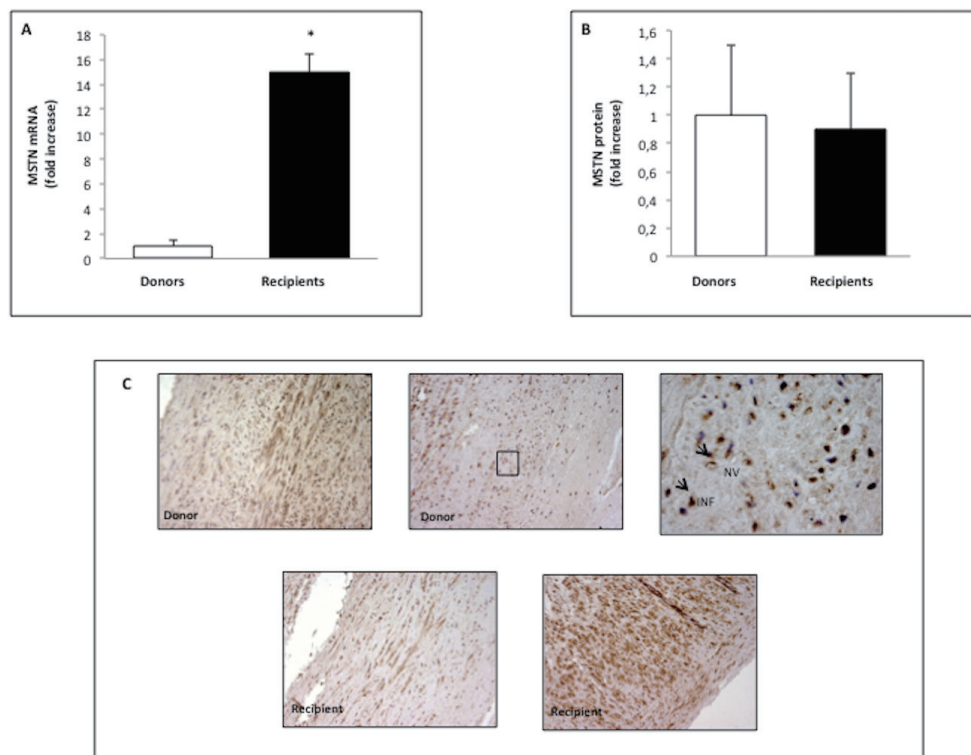 A
MSTN mRNA
(fold increase)
18
16
14
12
10
8
6
4
2
0
*
Donors
Recipients
B
MSTN protein
(fold increase)
1,6
1,4
1,2
1
0,8
0,6
0,4
0,2
0
Donors
Recipients
C
Donor
Donor
NV
INF
Recipient
Recipient